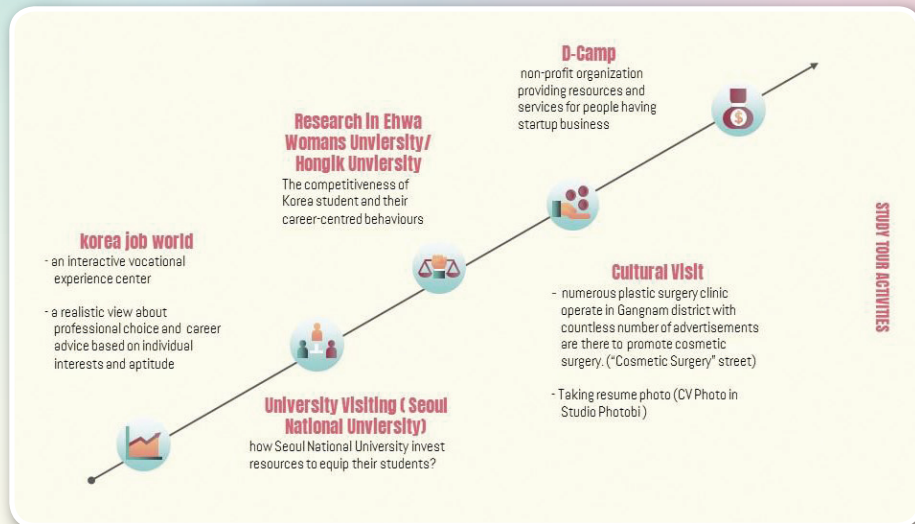 korea job world
- an interactive vocational
experience center
- a realistic view about
professional choice and career
advice based on individual
interests and aptitude
University Visiting ( Seoul
National Unviersity)
how Seoul National University invest
resources to equip their students?
Research in Ehwa
Womans Unviersity/
Hongik Unviersity
The competitiveness of
Korea student and their
career-centred behaviours
Cultural Visit
- numerous plastic surgery clinic
operate in Gangnam district with
countless number of advertisements
are there to promote cosmetic
surgery. ("Cosmetic Surgery" street)
- Taking resume photo (CV Photo in
Studio Photobi )
D-Camp
non-profit organization
providing resources and
services for people having
startup business
$
STUDY TOUR ACTIVITIES